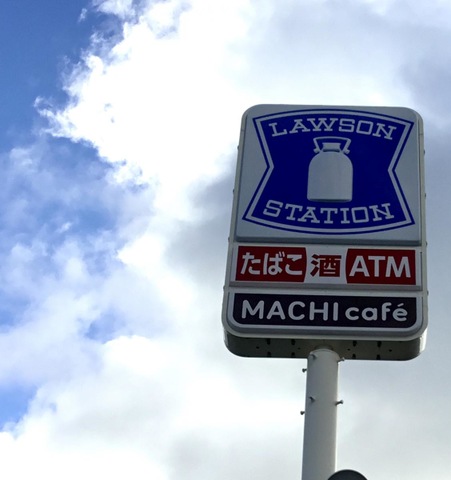 LAWSON
STATION
たばこ 酒 ATM
MACHI café